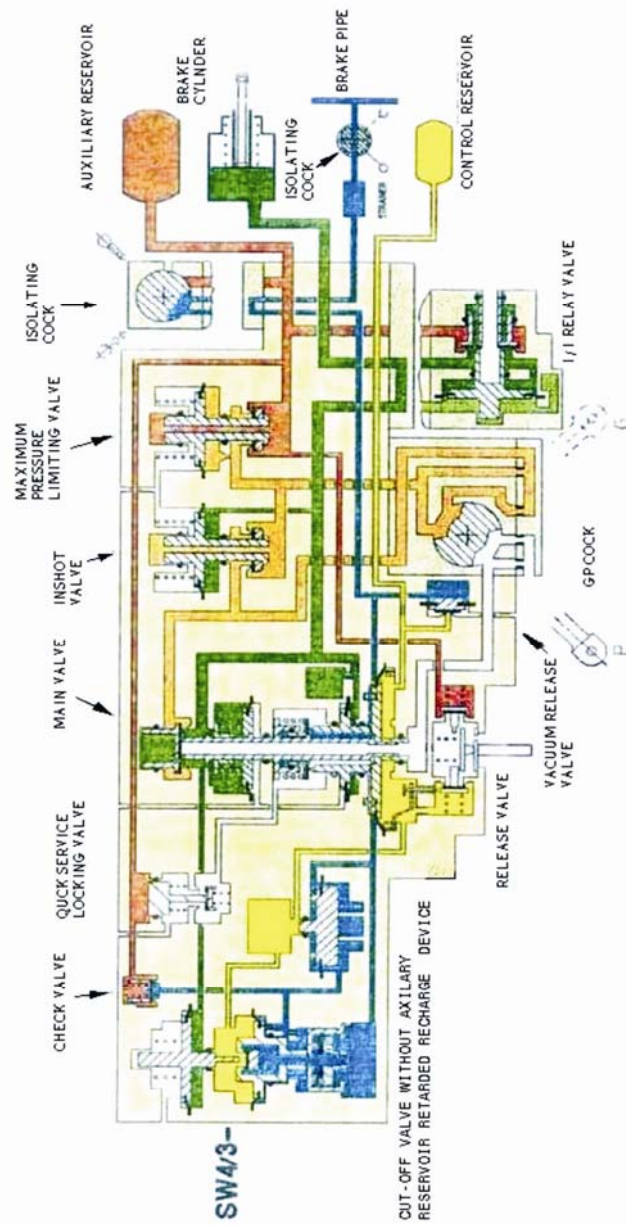 AUXILIARY RESERVOIR
BRAKE
CYLNDER
ISOLATING
COCK
BRAKE PIPE
STRAINER
CONTROL RESERVOIR
ISOLATING
COCK
MAXIMUM
PRESSURE
LIMITING VALVE
INSHOT
VALVE
MAIN VALVE
QUCK SERVICE
LOCKING VALVE
CHECK VALVE
1/1 RELAY VALVE
G
GPCOCK
P
VACUUM RELEASE
VALVE
RELEASE VALVE
CUT-OFF VALVE WITHOUT AXILARY
RESERVOIR RETARDED RECHARGE DEVICE
SW4/3-